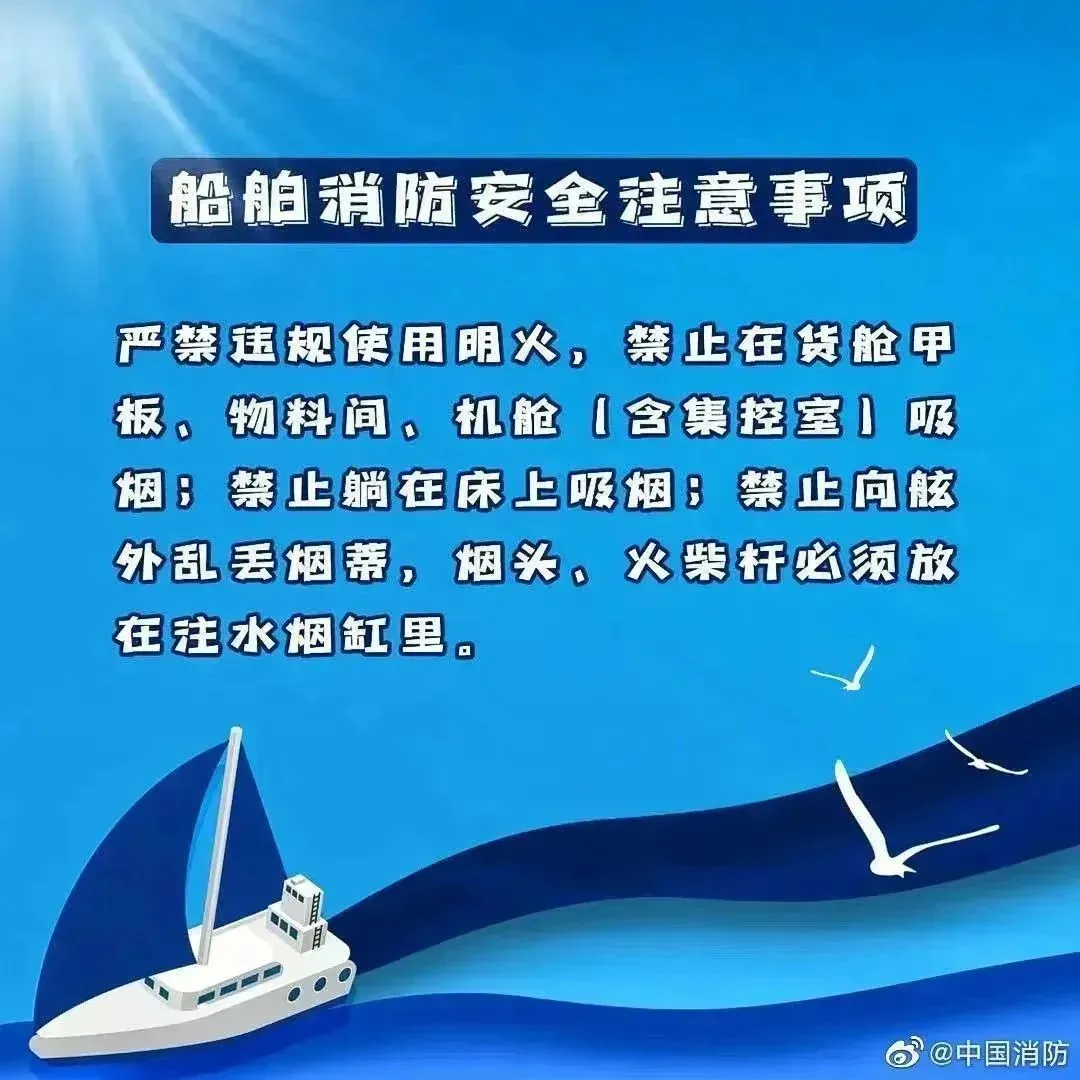 船舶消防安全注意事项
严禁违规使用明火，禁止在货舱甲
板、物料间、机舱（含集控室）吸
烟；禁止躺在床上吸烟；禁止向舷
外乱丢烟蒂，烟头、火柴杆必须放
在注水烟缸里。
@中国消防